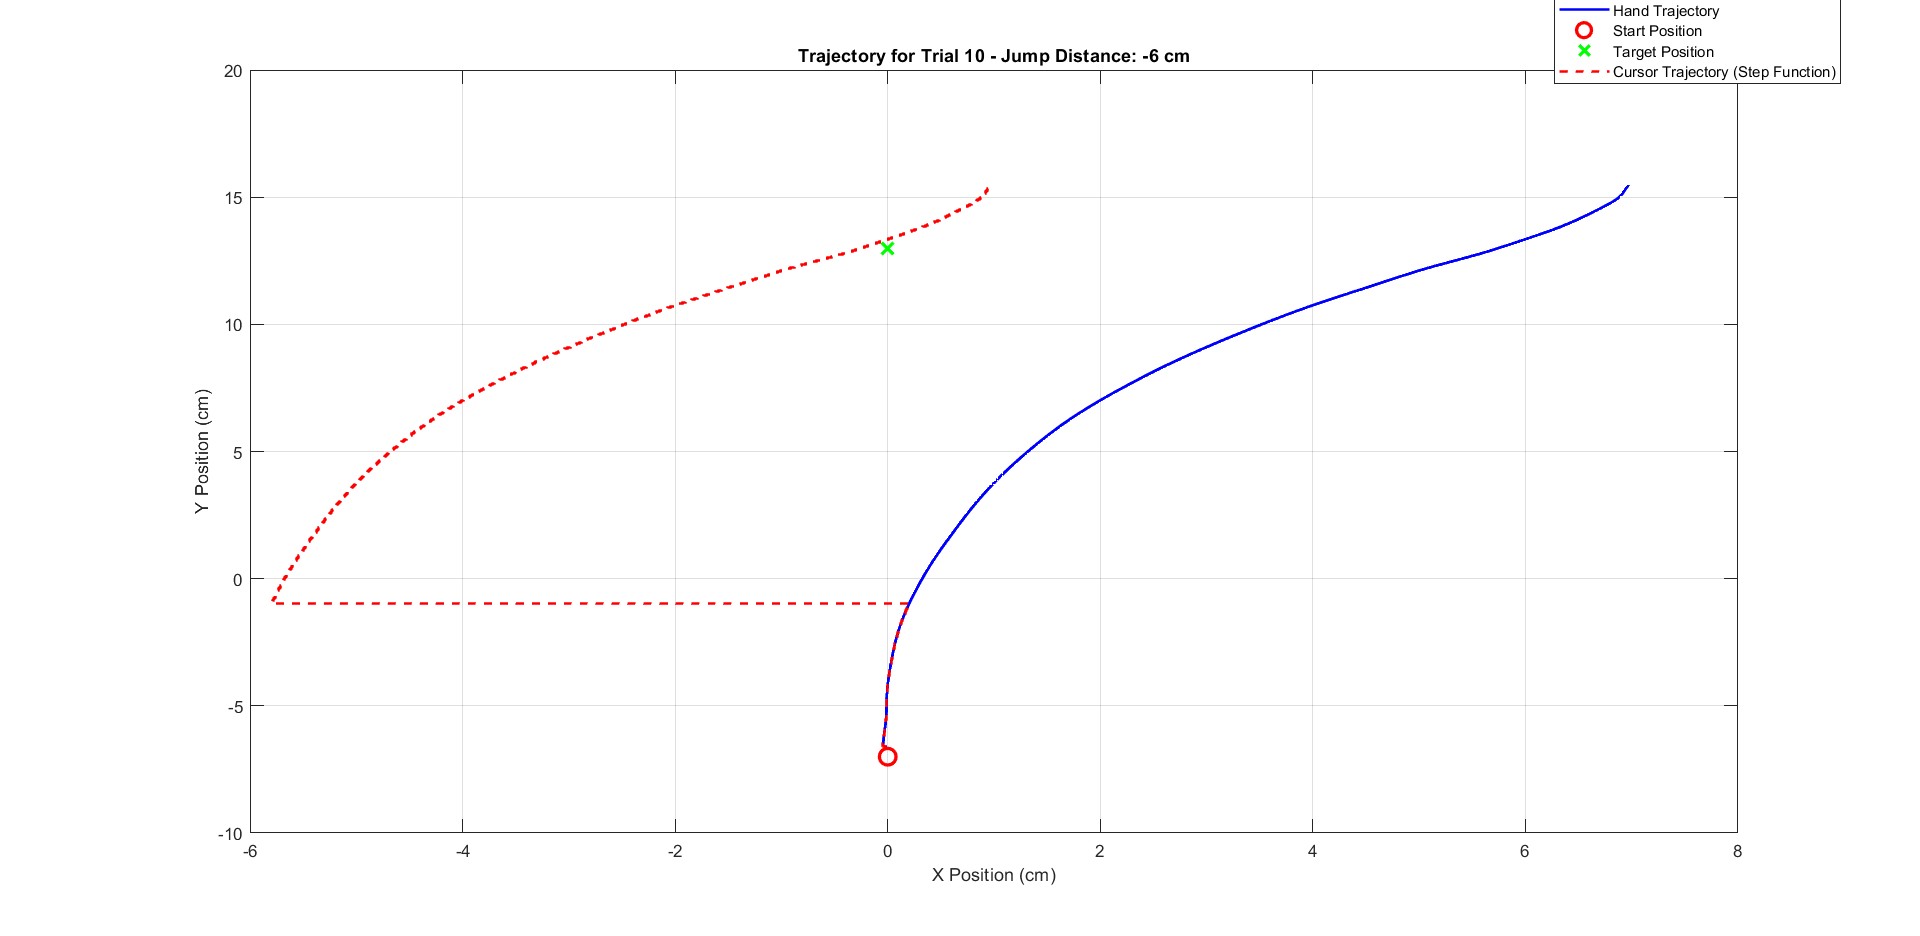 Hand Trajectory
Start Position
Target Position
Cursor Trajectory (Step Function)
Trajectory for Trial 10 - Jump Distance: -6 cm
20
15
10
5
0
-5
-10
Y Position (cm)
-6 -4 -2 0 2 4 6 8
X Position (cm)